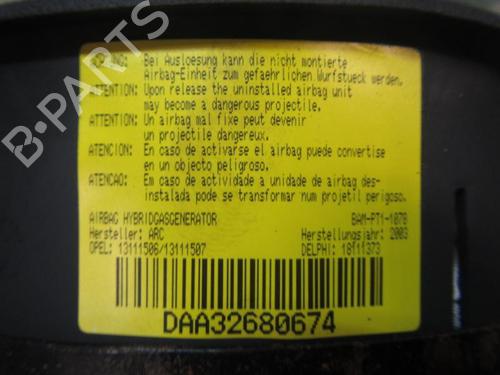 Bei Ausloesung kann die nicht montierte
Airbag-Einheit zum gefaehrlichen Wurfstueck werden.
ATTENTION: Upon release the uninstalled airbag unit
may become a dangerous projectile.
ATTENTION: Un airbag mal fixe peut devenir
un projectile dangereux.
ATENCION: En caso de activarse el airbag puede convertise
en un objecto peligroso.
ATENCAO: Em caso de actividade a unidade de airbag des-
instalada pode se transformar num projetil perigoso.
AIRBAG HYBRIDGASGENERATOR BAM-PT1-1078
Hersteller: ARC Herstellungsjahr: 2003
OPEL: 13111506/13111507 DELPHI: 18f11373
DAA32680674
B-PARTS